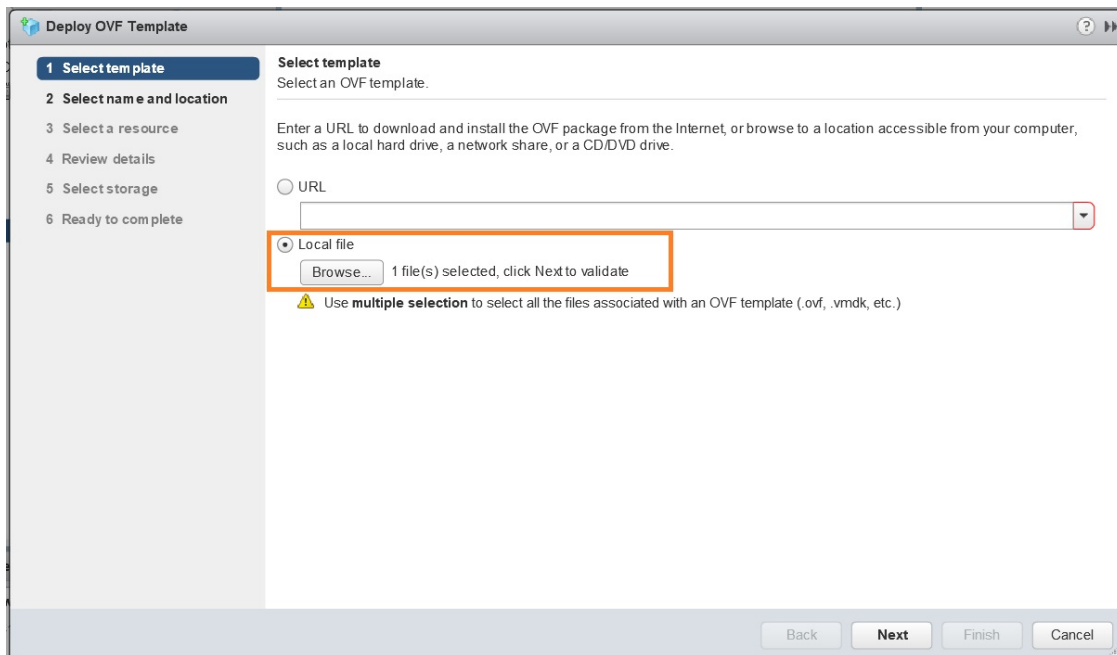 Deploy OVF Template
1 Select template
2 Select name and location
3 Select a resource
4 Review details
5 Select storage
6 Ready to complete
Select template
Select an OVF template.
Enter a URL to download and install the OVF package from the Internet, or browse to a location accessible from your computer,
such as a local hard drive, a network share, or a CD/DVD drive.
URL
Local file
Browse... 1 file(s) selected, click Next to validate
Use multiple selection to select all the files associated with an OVF template (.ovf, .vmdk, etc.)
Back Next Finish Cancel